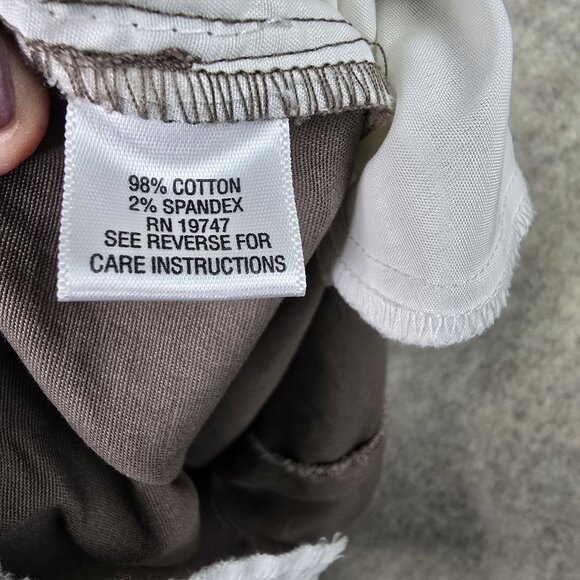 98% COTTON
2% SPANDEX
RN 19747
SEE REVERSE FOR
CARE INSTRUCTIONS